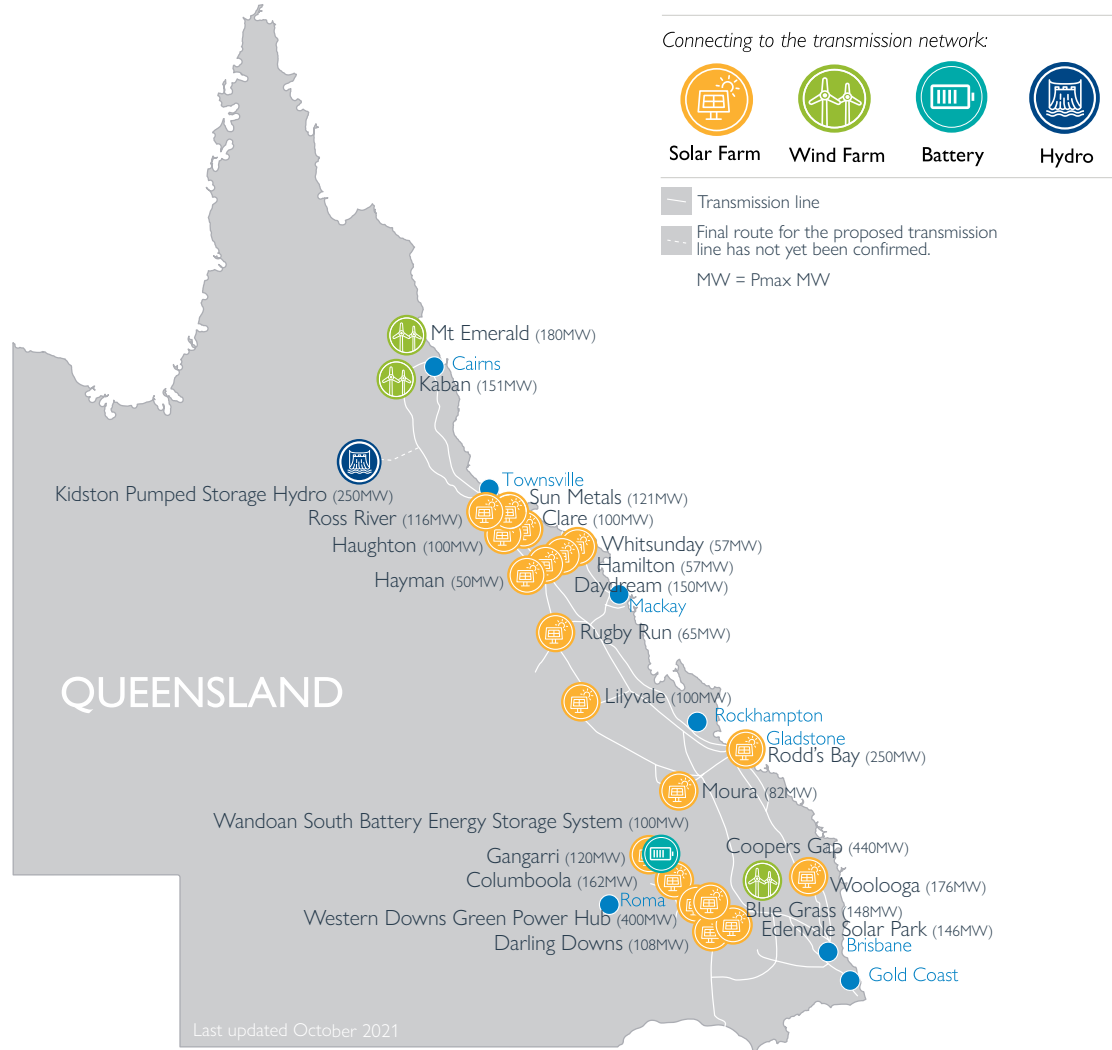 Connecting to the transmission network:
Solar Farm
Wind Farm
Battery
Hydro
Transmission line
Final route for the proposed transmission
line has not yet been confirmed.
MW = Pmax MW
Mt Emerald (180MW)
Cairns
Kaban (151MW)
Townsville
Kidston Pumped Storage Hydro (250MW)
Sun Metals (121MW)
Ross River (116MW)
Clare (100MW)
Haughton (100MW)
Whitsunday (57MW)
Hamilton (57MW)
Hayman (50MW)
Daydream (150MW)
Mackay
Rugby Run (65MW)
QUEENSLAND
Lilyvale (100MW)
Rockhampton
Gladstone
Rodd's Bay (250MW)
Moura (82MW)
Wandoan South Battery Energy Storage System (100MW)
Coopers Gap (440MW)
Gangarri (120MW)
Columboola (162MW)
Woolooga (176MW)
Roma
Blue Grass (148MW)
Western Downs Green Power Hub (400MW)
Edenvale Solar Park (146MW)
Darling Downs (108MW)
Brisbane
Gold Coast
Last updated October 2021